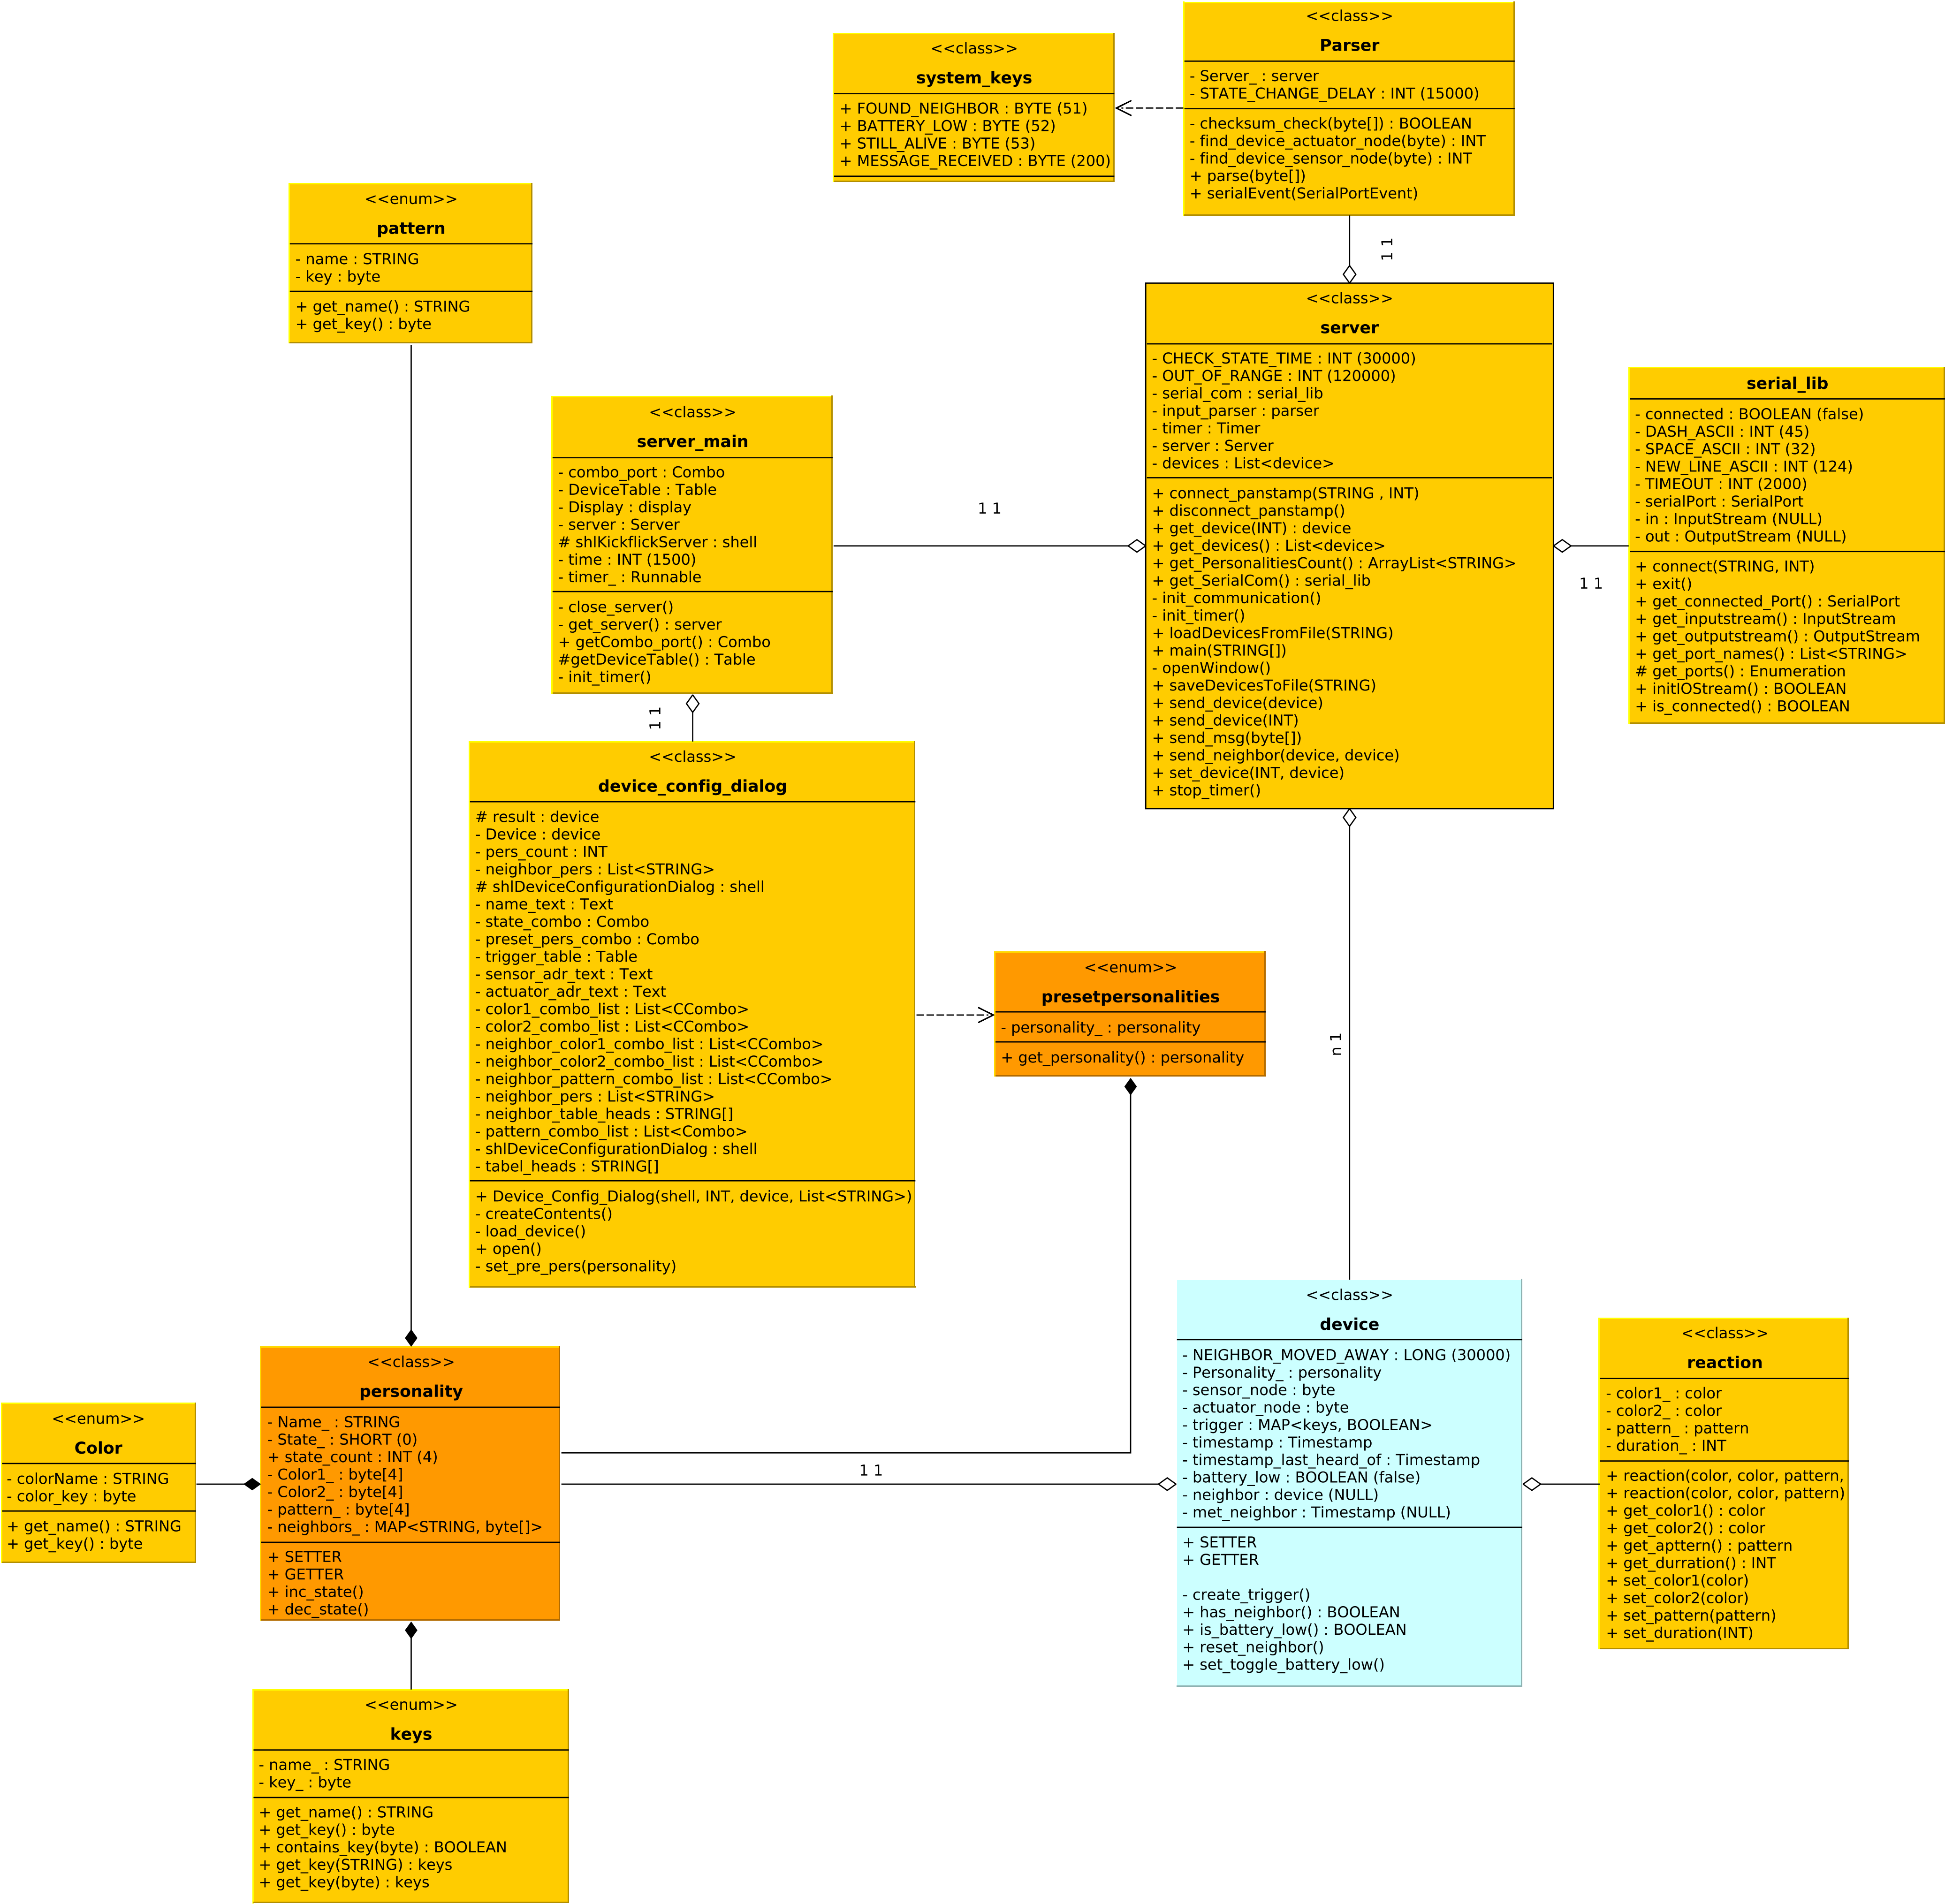 <<class>>
Parser
- Server_ : server
- STATE_CHANGE_DELAY : INT (15000)
- checksum_check(byte[]) : BOOLEAN
- find_device_actuator_node(byte) : INT
- find_device_sensor_node(byte) : INT
+ parse(byte[])
+ serialEvent(SerialPortEvent)
<<class>>
system_keys
+ FOUND_NEIGHBOR : BYTE (51)
+ BATTERY_LOW : BYTE (52)
+ STILL_ALIVE : BYTE (53)
+ MESSAGE_RECEIVED : BYTE (200)
<<enum>>
pattern
- name : STRING
- key : byte
+ get_name() : STRING
+ get_key() : byte
1 1
<<class>>
server
- CHECK_STATE_TIME : INT (30000)
- OUT_OF_RANGE : INT (120000)
- serial_com : serial_lib
- input_parser : parser
- timer : Timer
- server : Server
- devices : List<device>
+ connect_panstamp(STRING , INT)
+ disconnect_panstamp()
+ get_device(INT) : device
+ get_devices() : List<device>
+ get_PersonalitiesCount() : ArrayList<STRING>
+ get_SerialCom() : serial_lib
- init_communication()
- init_timer()
+ loadDevicesFromFile(STRING)
+ main(STRING[])
- openWindow()
+ saveDevicesToFile(STRING)
+ send_device(device)
+ send_device(INT)
+ send_msg(byte[])
+ send_neighbor(device, device)
+ set_device(INT, device)
+ stop_timer()
serial_lib
- connected : BOOLEAN (false)
- DASH_ASCII : INT (45)
- SPACE_ASCII : INT (32)
- NEW_LINE_ASCII : INT (124)
- TIMEOUT : INT (2000)
- serialPort : SerialPort
- in : InputStream (NULL)
- out : OutputStream (NULL)
+ connect(STRING, INT)
+ exit()
+ get_connected_Port() : SerialPort
+ get_inputstream() : InputStream
+ get_outputstream() : OutputStream
+ get_port_names() : List<STRING>
# get_ports() : Enumeration
+ initIOStream() : BOOLEAN
+ is_connected() : BOOLEAN
1 1
<<class>>
server_main
- combo_port : Combo
- DeviceTable : Table
- Display : display
- server : Server
# shlKickflickServer : shell
- time : INT (1500)
- timer_ : Runnable
- close_server()
- get_server() : server
+ getCombo_port() : Combo
#getDeviceTable() : Table
- init_timer()
1 1
1 1
<<class>>
device_config_dialog
# result : device
- Device : device
- pers_count : INT
- neighbor_pers : List<STRING>
# shlDeviceConfigurationDialog : shell
- name_text : Text
- state_combo : Combo
- preset_pers_combo : Combo
- trigger_table : Table
- sensor_adr_text : Text
- actuator_adr_text : Text
- color1_combo_list : List<CCombo>
- color2_combo_list : List<CCombo>
- neighbor_color1_combo_list : List<CCombo>
- neighbor_color2_combo_list : List<CCombo>
- neighbor_pattern_combo_list : List<CCombo>
- neighbor_pers : List<STRING>
- neighbor_table_heads : STRING[]
- pattern_combo_list : List<Combo>
- shlDeviceConfigurationDialog : shell
- tabel_heads : STRING[]
+ Device_Config_Dialog(shell, INT, device, List<STRING>)
- createContents()
- load_device()
+ open()
- set_pre_pers(personality)
<<enum>>
presetpersonalities
- personality_ : personality
+ get_personality() : personality
n 1
<<class>>
device
- NEIGHBOR_MOVED_AWAY : LONG (30000)
- Personality_ : personality
- sensor_node : byte
- actuator_node : byte
- trigger : MAP<keys, BOOLEAN>
- timestamp : Timestamp
- timestamp_last_heard_of : Timestamp
- battery_low : BOOLEAN (false)
- neighbor : device (NULL)
- met_neighbor : Timestamp (NULL)
+ SETTER
+ GETTER
- create_trigger()
+ has_neighbor() : BOOLEAN
+ is_battery_low() : BOOLEAN
+ reset_neighbor()
+ set_toggle_battery_low()
<<class>>
reaction
- color1_ : color
- color2_ : color
- pattern_ : pattern
- duration_ : INT
+ reaction(color, color, pattern,
+ reaction(color, color, pattern)
+ get_color1() : color
+ get_color2() : color
+ get_apttern() : pattern
+ get_durration() : INT
+ set_color1(color)
+ set_color2(color)
+ set_pattern(pattern)
+ set_duration(INT)
<<class>>
personality
- Name_ : STRING
- State_ : SHORT (0)
+ state_count : INT (4)
- Color1_ : byte[4]
- Color2_ : byte[4]
- pattern_ : byte[4]
- neighbors_ : MAP<STRING, byte[]>
+ SETTER
+ GETTER
+ inc_state()
+ dec_state()
1 1
<<enum>>
Color
- colorName : STRING
- color_key : byte
+ get_name() : STRING
+ get_key() : byte
<<enum>>
keys
- name_ : STRING
- key_ : byte
+ get_name() : STRING
+ get_key() : byte
+ contains_key(byte) : BOOLEAN
+ get_key(STRING) : keys
+ get_key(byte) : keys